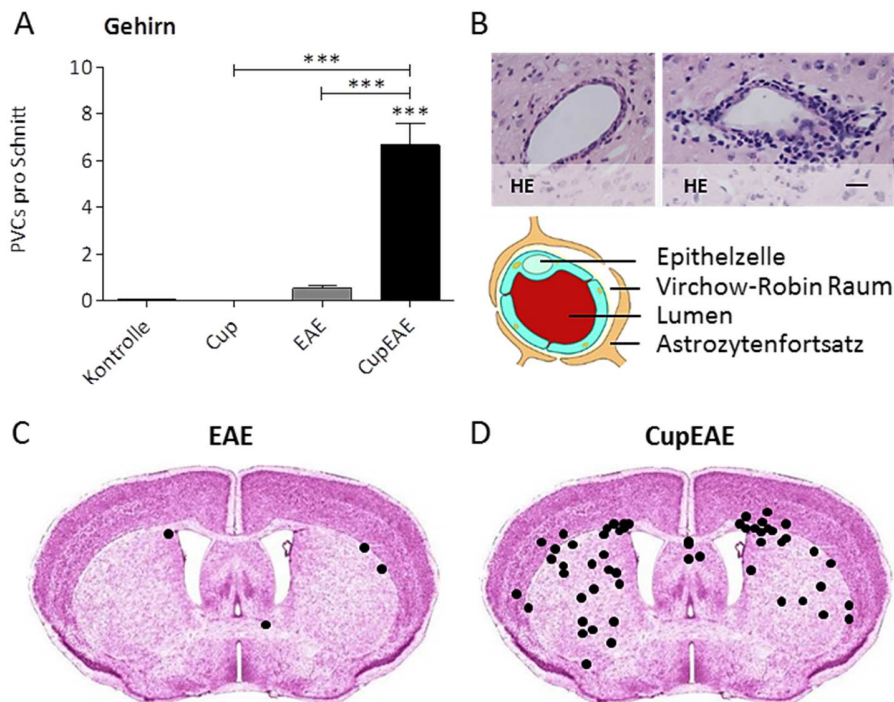 A
Gehirn
PVCs pro Schnitt
10
8
6
4
2
0
***
***
***
Kontrolle
Cup
EAE
CupEAE
B
HE
HE
Epithelzelle
Virchow-Robin Raum
Lumen
Astrozytenfortsatz
C
EAE
D
CupEAE